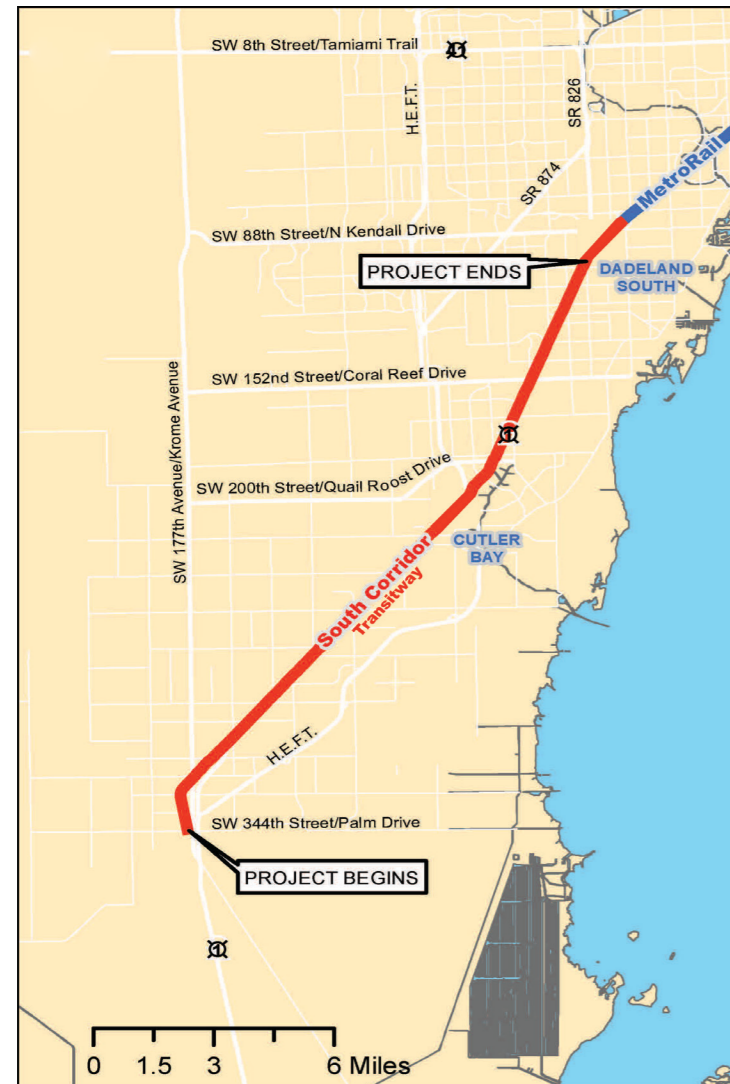 SW 8th Street/Tamiami Trail
H.E.F.T.
SR 826
SR 874
MetroRail
SW 88th Street/N Kendall Drive
PROJECT ENDS
DADELAND
SOUTH
SW 152nd Street/Coral Reef Drive
SW 177th Avenue/Krome Avenue
1
SW 200th Street/Quail Roost Drive
CUTLER
BAY
South Corridor
Transitway
H.E.F.T.
SW 344th Street/Palm Drive
PROJECT BEGINS
1
0 1.5 3 6 Miles